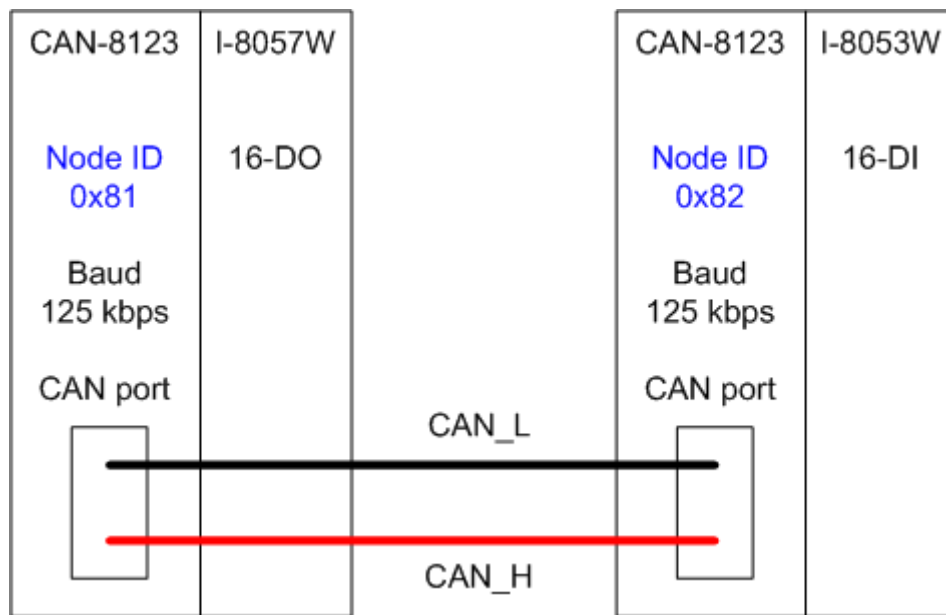 CAN-8123
I-8057W
Node ID
0x81
16-DO
Baud
125 kbps
CAN port
CAN_L
CAN_H
CAN-8123
I-8053W
Node ID
0x82
16-DI
Baud
125 kbps
CAN port